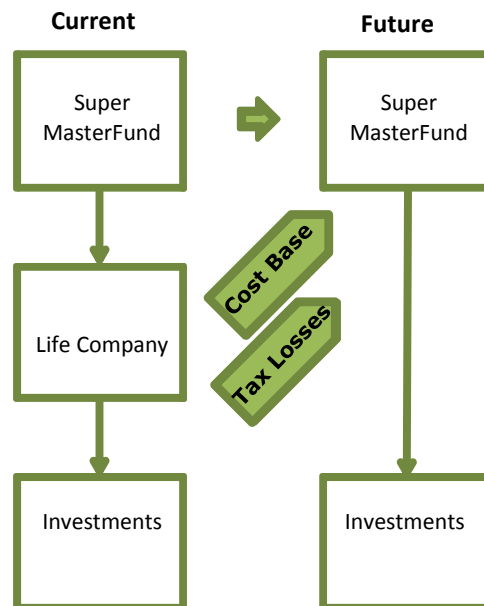 Current
Future
Super
MasterFund
Super
MasterFund
Cost Base
Tax Losses
Life Company
Investments
Investments